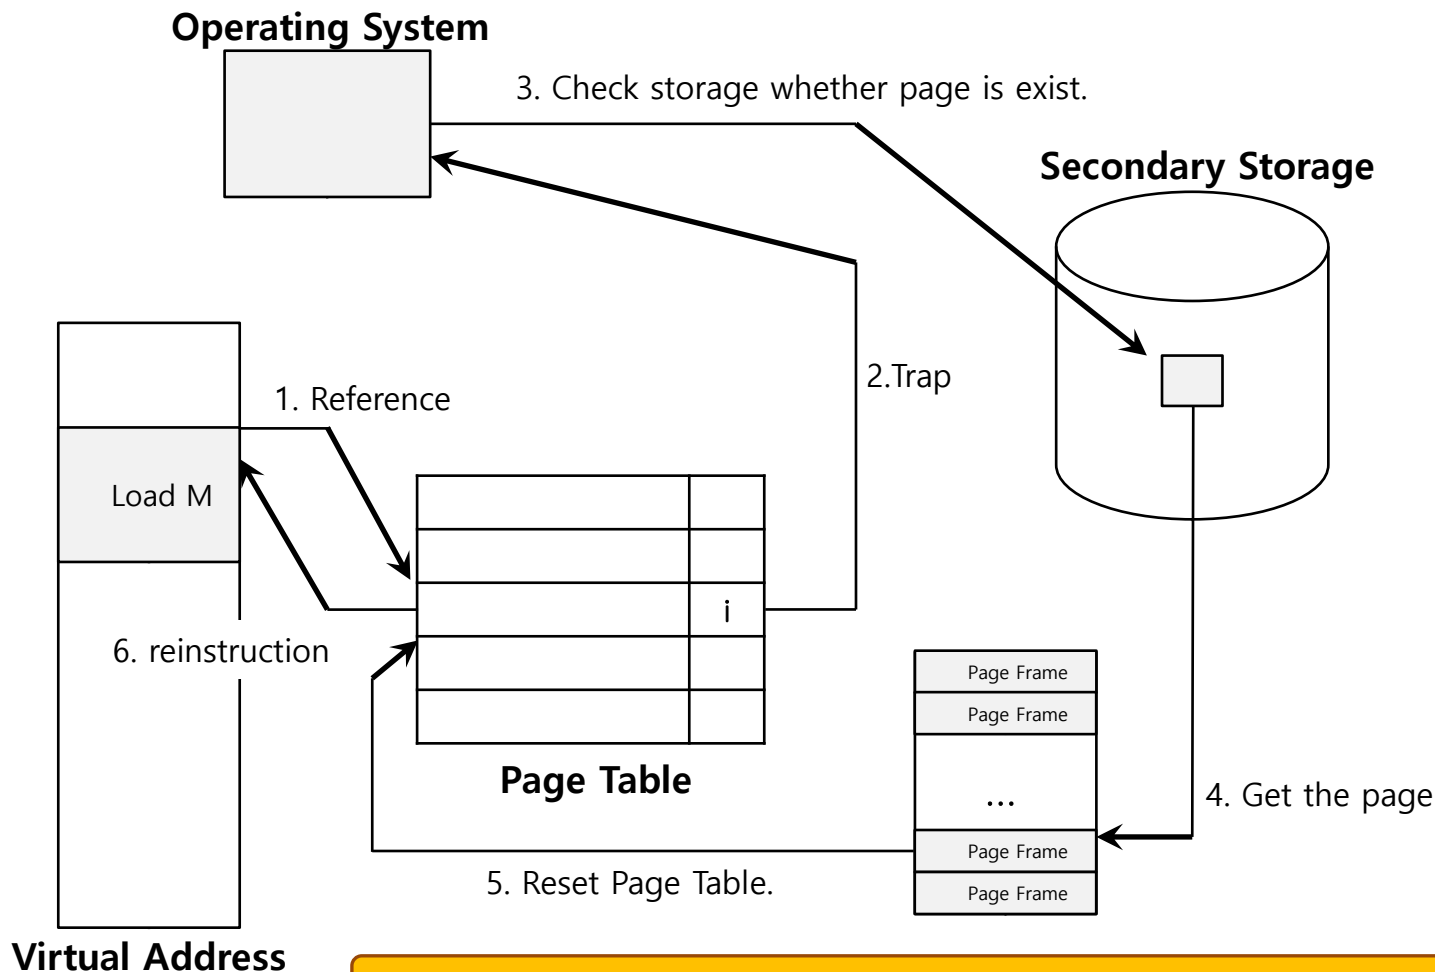 Operating System
3. Check storage whether page is exist.
Secondary Storage
2.Trap
1. Reference
Load M
i
6. reinstruction
Page Frame
Page Frame
...
Page Frame
Page Frame
Page Table
4. Get the page
5. Reset Page Table.
Virtual Address